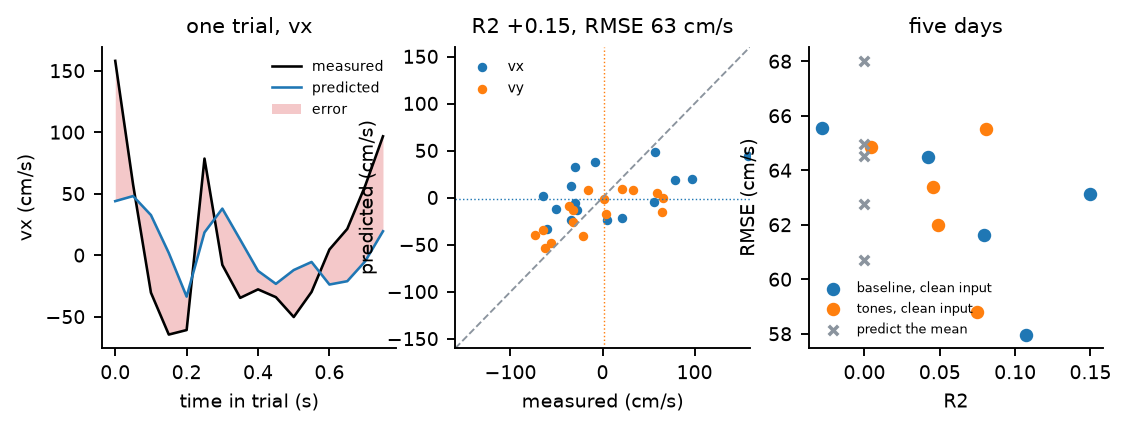 one trial, vx
R2 +0.15, RMSE 63 cm/s
five days
measured
predicted
error
150
100
50
0
−50
vx (cm/s)
0.0
0.2
0.4
0.6
time in trial (s)
vx
vy
150
100
50
0
−50
−100
−150
predicted (cm/s)
−100
0
100
measured (cm/s)
68
66
64
62
60
58
RMSE (cm/s)
baseline, clean input
tones, clean input
predict the mean
0.00
0.05
0.10
0.15
R2